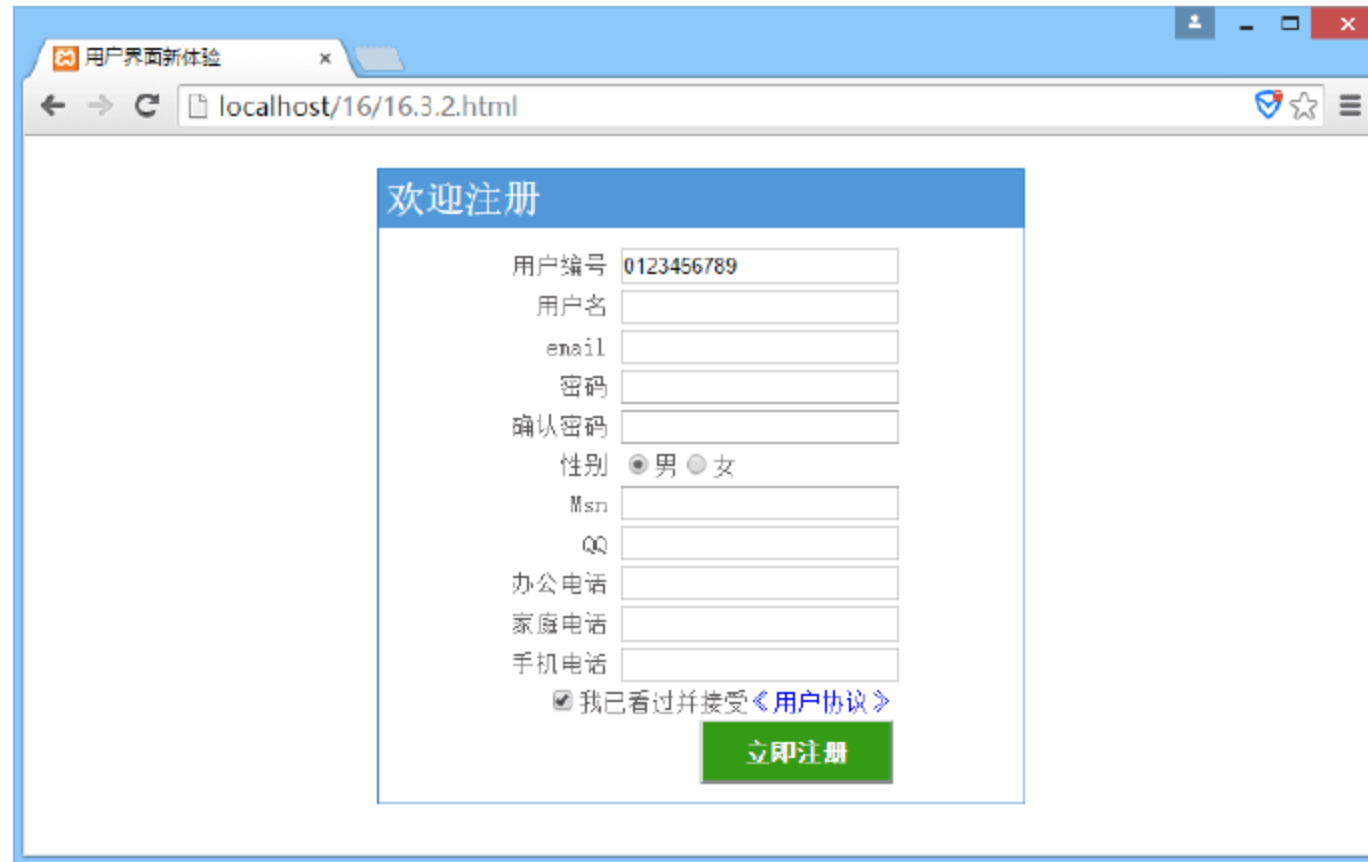 用户界面新体验
localhost/16/16.3.2.html
欢迎注册
用户编号 0123456789
用户名
email
密码
确认密码
性别 男 女
Msn
QQ
办公电话
家庭电话
手机电话
我已看过并接受《用户协议》
立即注册